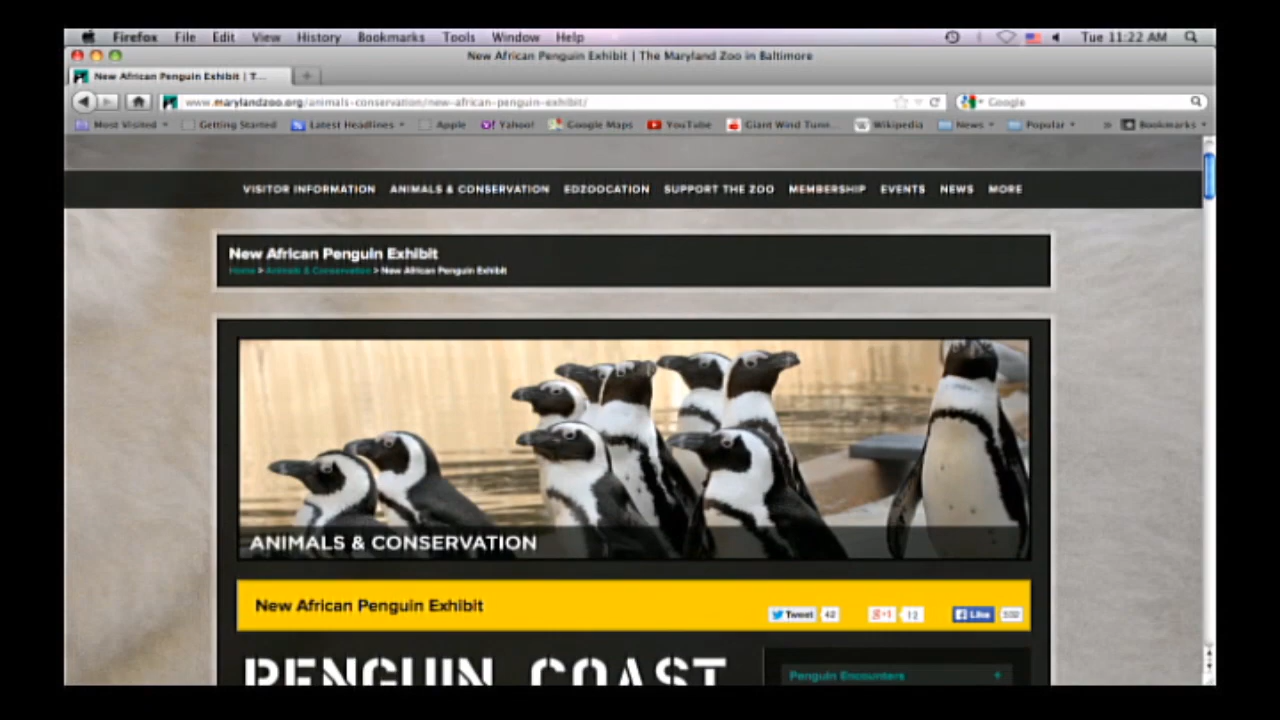 Firefox File Edit View History Bookmarks Tools Window Help Tue 11:22 AM
New African Penguin Exhibit | The Maryland Zoo in Baltimore
New African Penguin Exhibit | T...
www.marylandzoo.org/animals-conservation/new-african-penguin-exhibit/ Google
Most Visited Getting Started Latest Headlines Apple Yahoo! Google Maps YouTube Giant Wind Tunn... Wikipedia News Popular Bookmarks
VISITOR INFORMATION ANIMALS & CONSERVATION EDZOOCATION SUPPORT THE ZOO MEMBERSHIP EVENTS NEWS MORE
New African Penguin Exhibit
Home > Animals & Conservation > New African Penguin Exhibit
ANIMALS & CONSERVATION
New African Penguin Exhibit
Tweet 42 g+1 12 Like
PENGUIN COAST
Penguin Encounters +